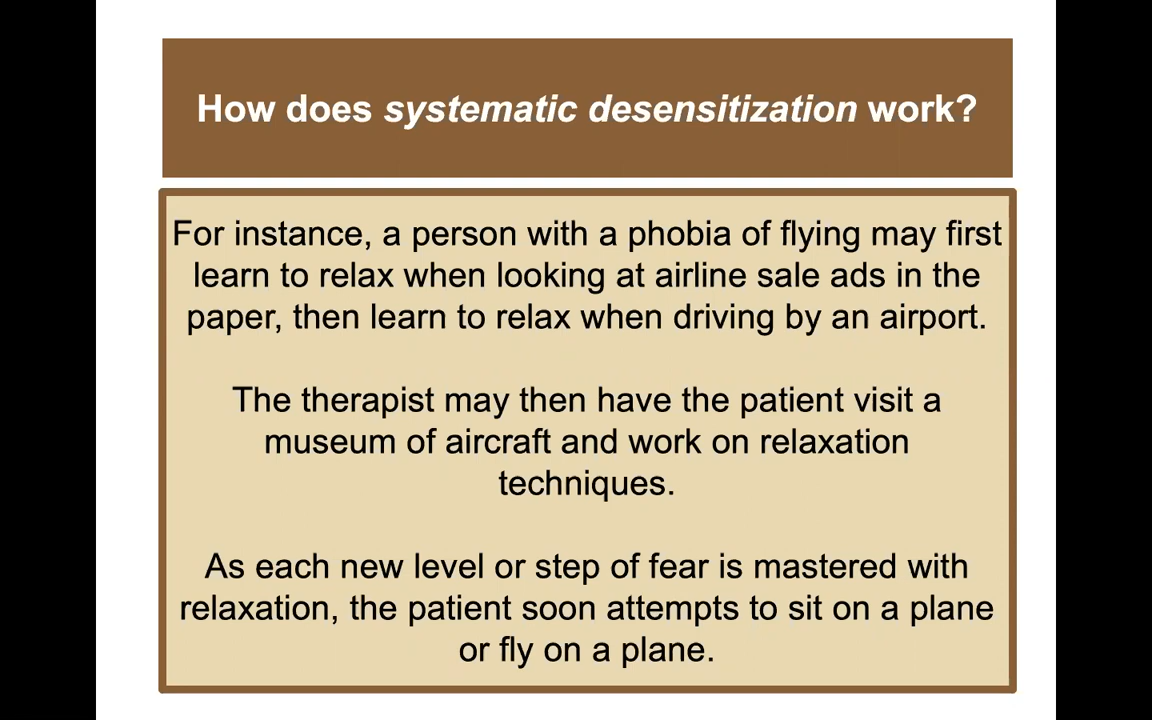 How does systematic desensitization work?
For instance, a person with a phobia of flying may first
learn to relax when looking at airline sale ads in the
paper, then learn to relax when driving by an airport.
The therapist may then have the patient visit a
museum of aircraft and work on relaxation
techniques.
As each new level or step of fear is mastered with
relaxation, the patient soon attempts to sit on a plane
or fly on a plane.